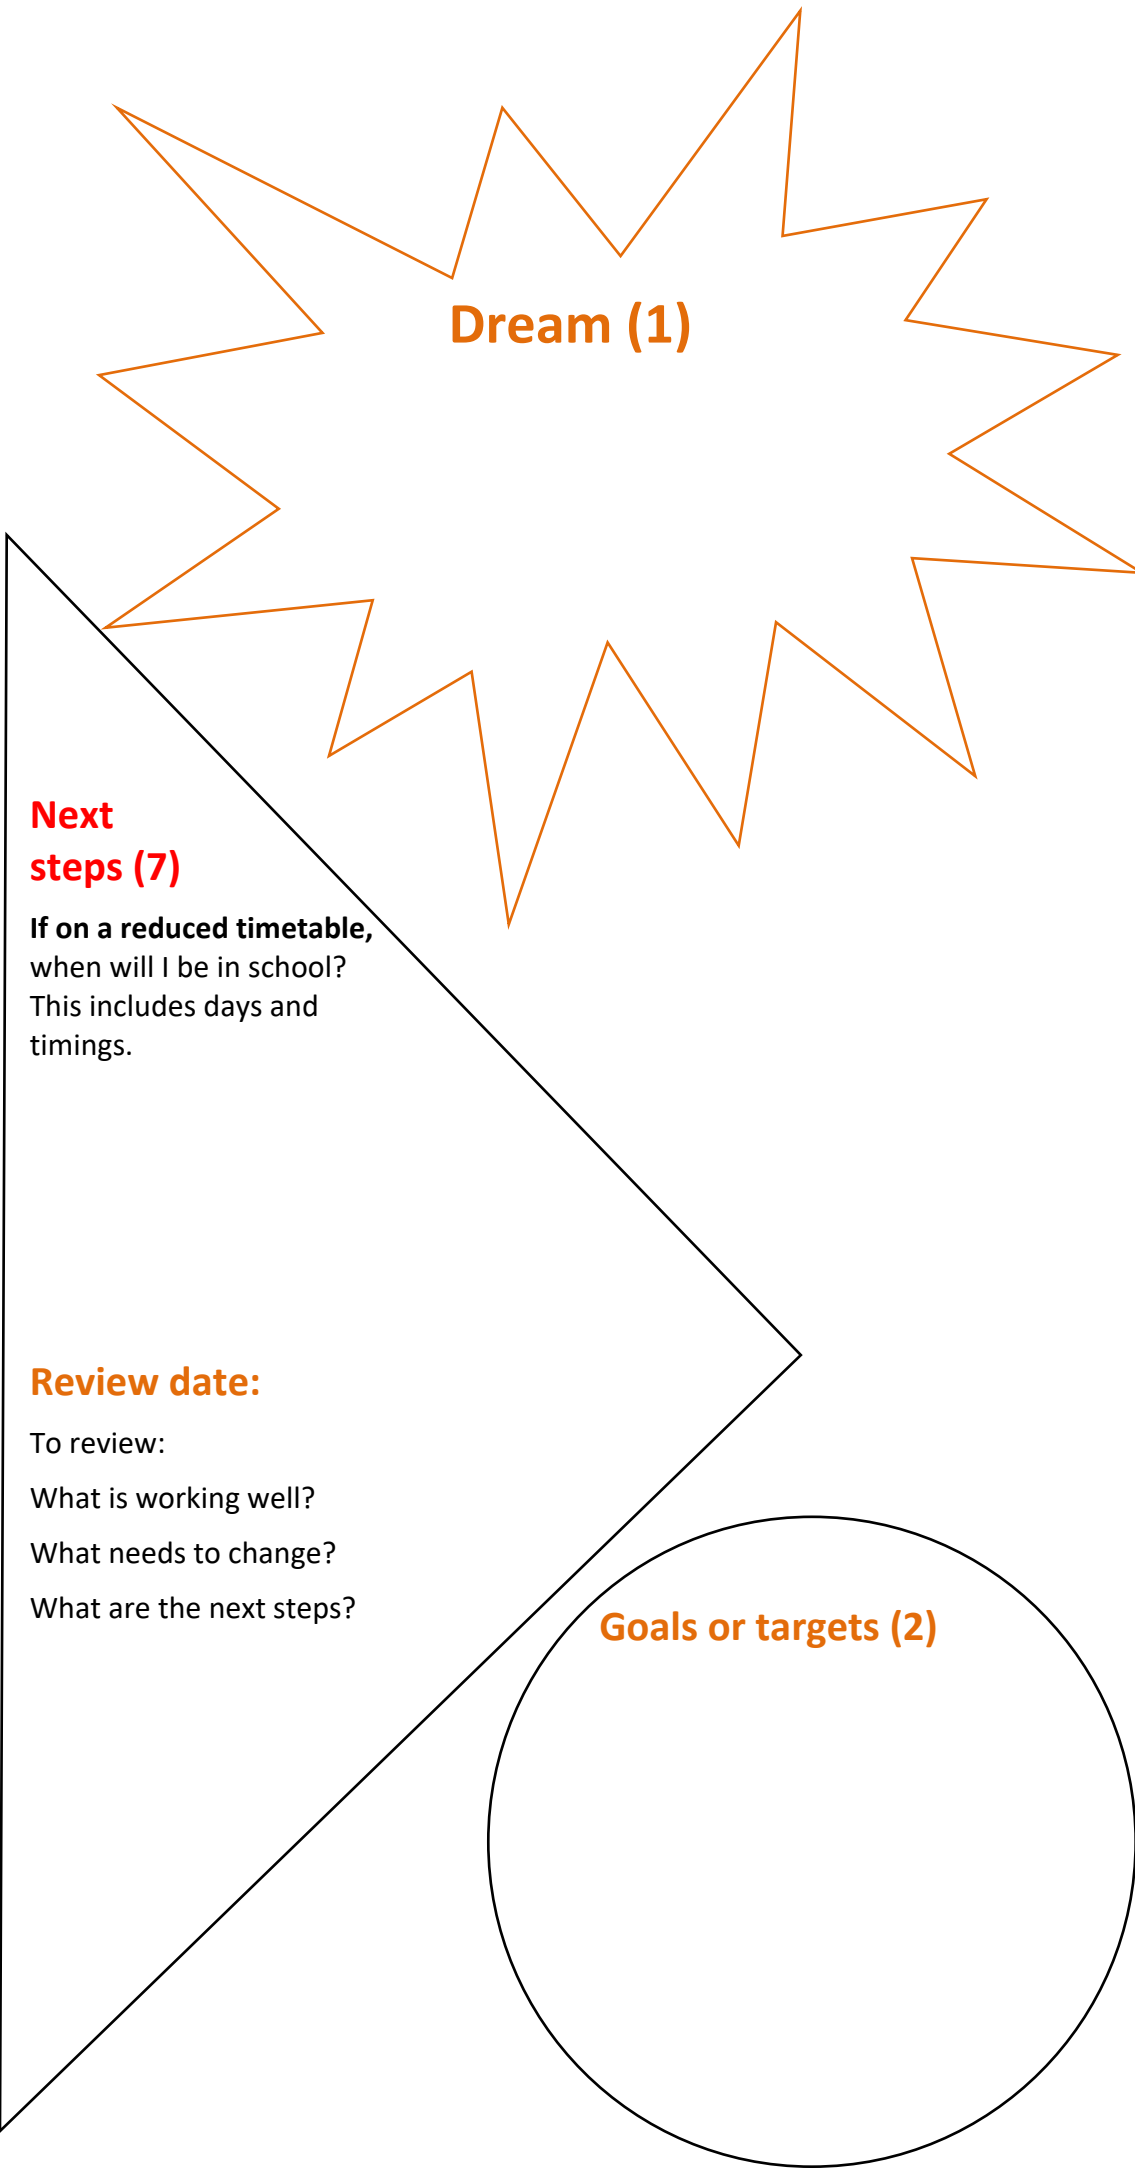 Dream (1)
Next
steps (7)
If on a reduced timetable,
when will I be in school?
This includes days and
timings.
Review date:
To review:
What is working well?
What needs to change?
What are the next steps?
Goals or targets (2)